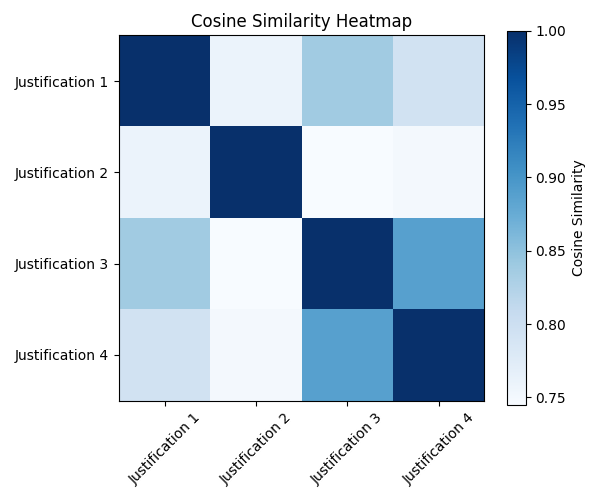 Cosine Similarity Heatmap
Justification 1
Justification 2
Justification 3
Justification 4
Justification 1
Justification 2
Justification 3
Justification 4
1.00
0.95
0.90
0.85
0.80
0.75
Cosine Similarity